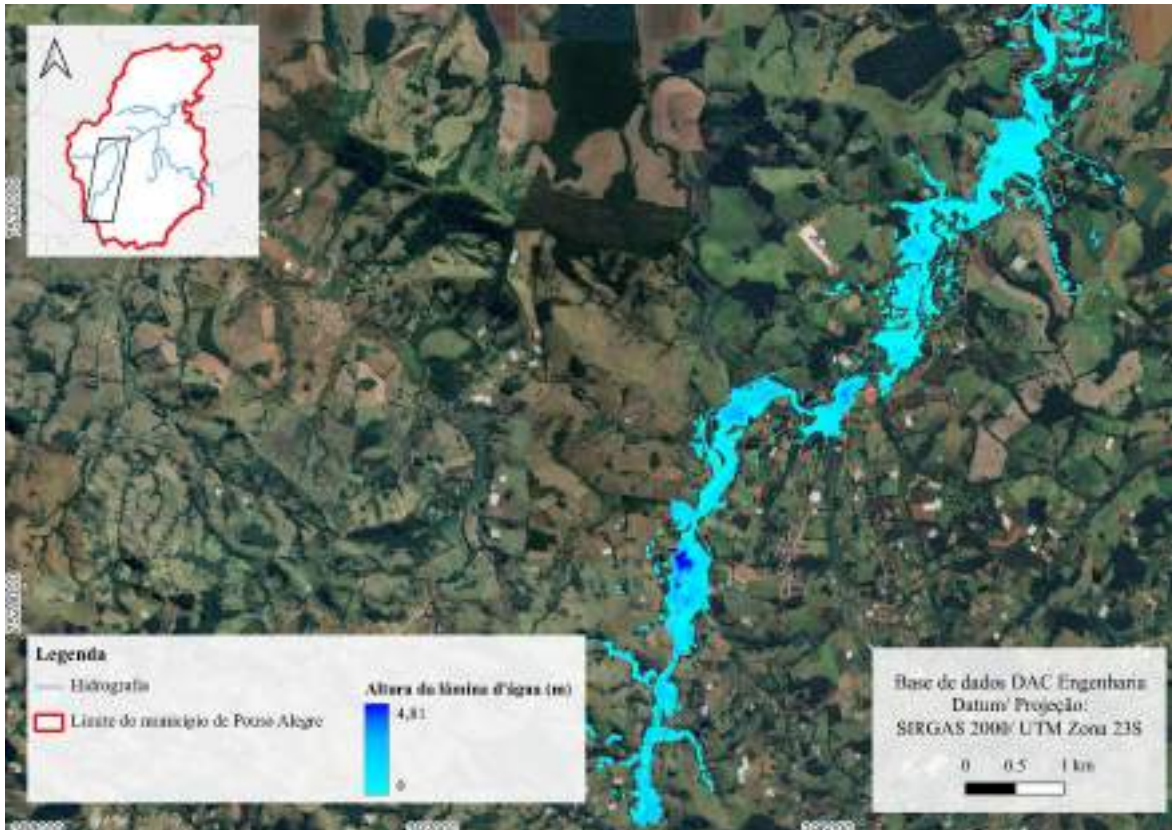 Legenda
Hidrografia
Limite do município de Pouso Alegre
Altura da lâmina d'água (m)
4,81
0
Base de dados DAC Engenharia
Datum/ Projeção:
SIRGAS 2000/ UTM Zona 23S
0 0.5 1 km